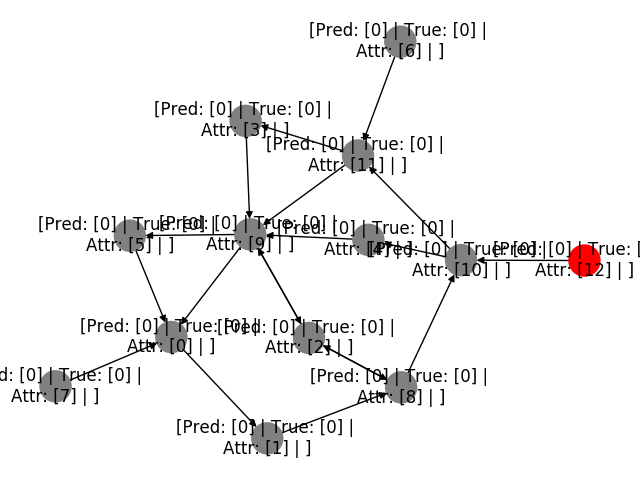 [Pred: [0] | True: [0] |
Attr: [6] | ]
[Pred: [0] | True: [0] |
Attr: [3] | ]
[Pred: [0] | True: [0] |
Attr: [11] | ]
[Pred: [0] | True: [0] |
Attr: [5] | ]
[Pred: [0] | True: [0] |
Attr: [9] | ]
[Pred: [0] | True: [0] |
Attr: [4] | ]
[Pred: [0] | True: [0] |
Attr: [10] | ]
[Pred: [0] | True: [
Attr: [12] | ]
[Pred: [0] | True: [0] |
Attr: [0] | ]
[Pred: [0] | True: [0] |
Attr: [2] | ]
d: [0] | True: [0] |
Attr: [7] | ]
[Pred: [0] | True: [0] |
Attr: [8] | ]
[Pred: [0] | True: [0] |
Attr: [1] | ]